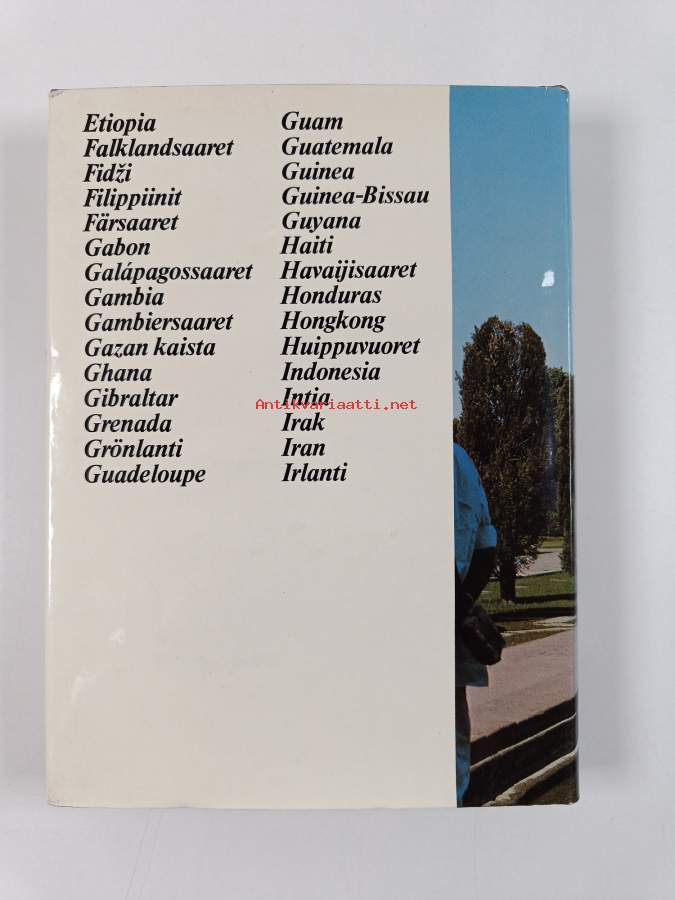 Etiopia
Falklandsaaret
Fidži
Filippiinit
Färsaaret
Gabon
Galápagossaaret
Gambia
Gambiersaaret
Gazan kaista
Ghana
Gibraltar
Grenada
Grönlanti
Guadeloupe
Guam
Guatemala
Guinea
Guinea-Bissau
Guyana
Haiti
Havaijisaaret
Honduras
Hongkong
Huippuvuoret
Indonesia
Intia
Irak
Iran
Irlanti
Antikvariaatti.net